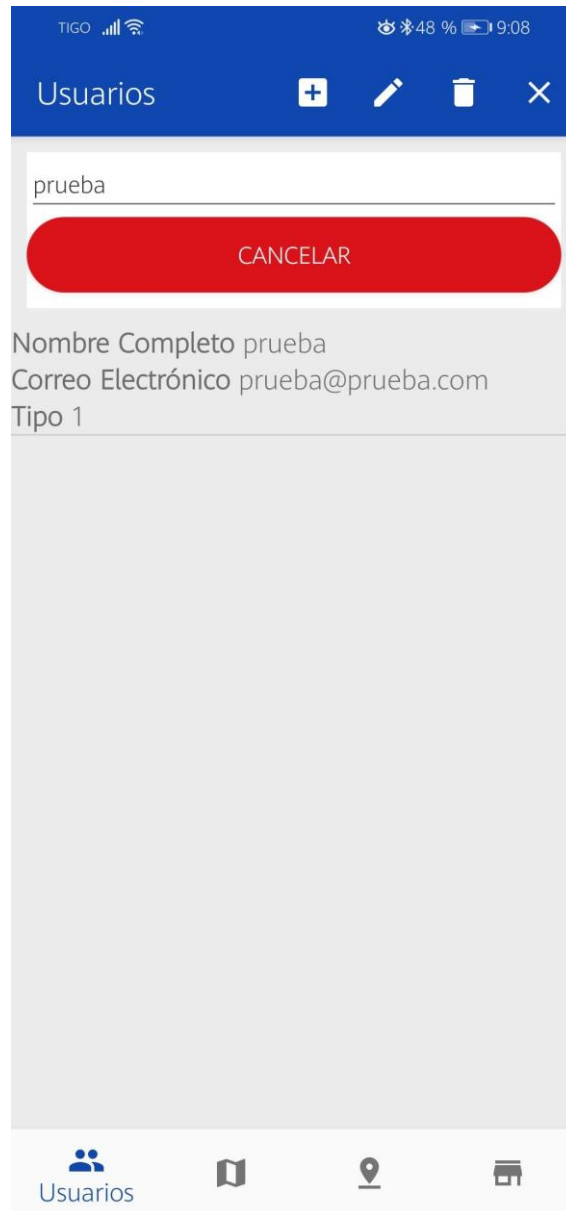 TIGO 48 % 9:08
Usuarios
prueba
CANCELAR
Nombre Completo prueba
Correo Electrónico prueba@prueba.com
Tipo 1
Usuarios